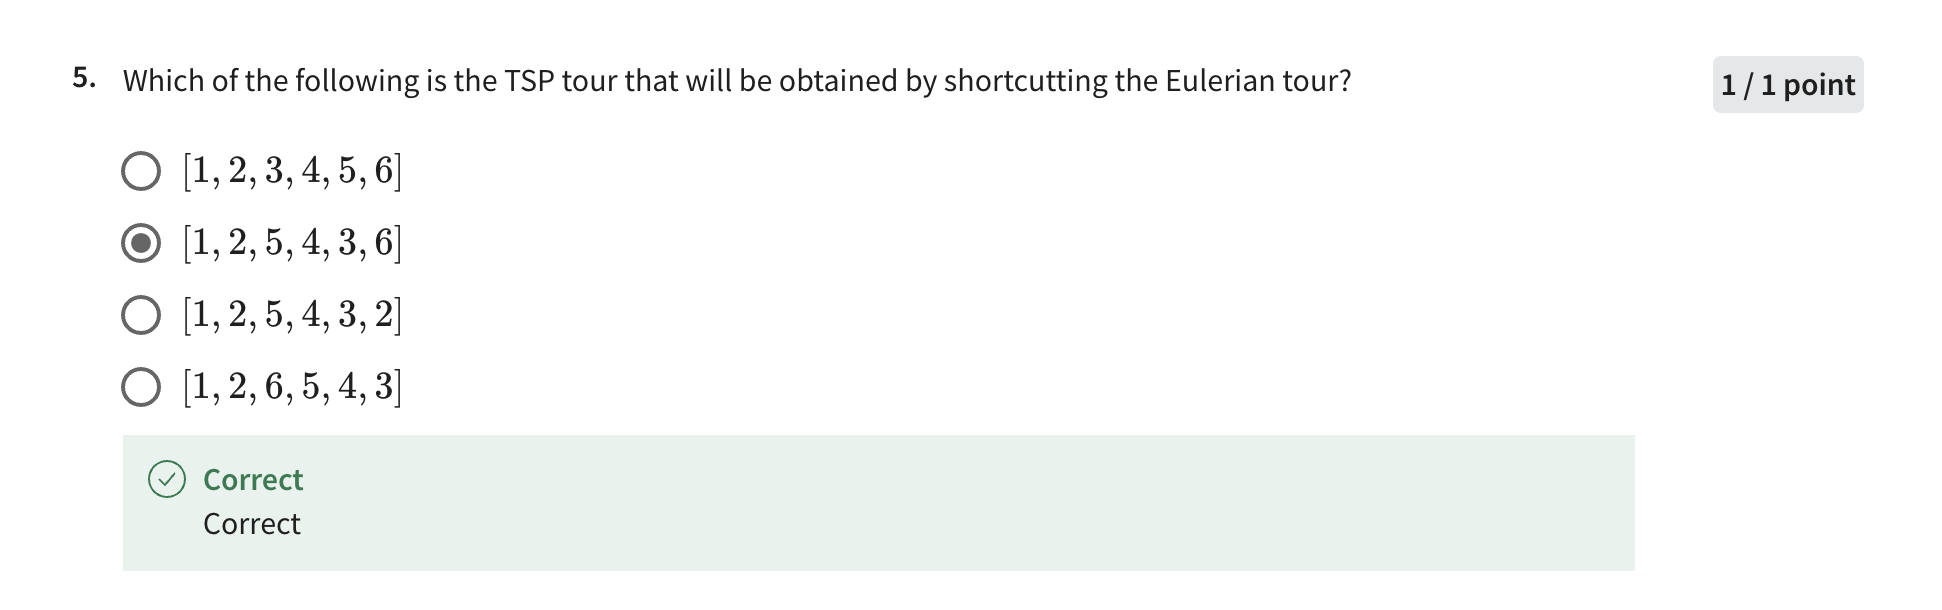 5. Which of the following is the TSP tour that will be obtained by shortcutting the Eulerian tour?
1 / 1 point
[1, 2, 3, 4, 5, 6]
[1, 2, 5, 4, 3, 6]
[1, 2, 5, 4, 3, 2]
[1, 2, 6, 5, 4, 3]
Correct
Correct